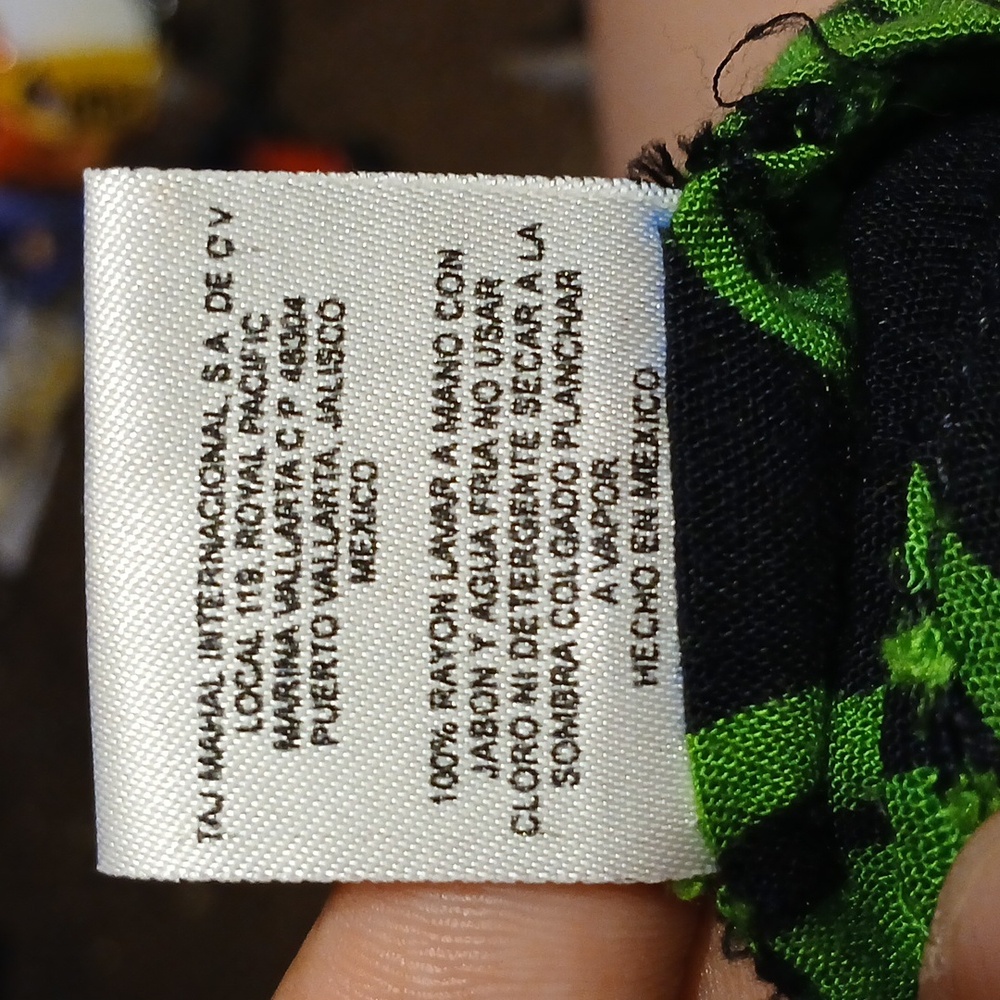 TAJ MAHAL INTERNACIONAL, S.A. DE C V
LOCAL 119, ROYAL PACIFIC
MARINA VALLARTA C P
PUERTO VALLARTA, JALISCO
MEXICO
100% RAYON LAVAR A MANO CON
JABON Y AGUA FRIA NO USAR
CLORO NI DETERGENTE SECAR A LA
SOMBRA COLGADO PLANCHAR
A VAPOR
HECHO EN MEXICO